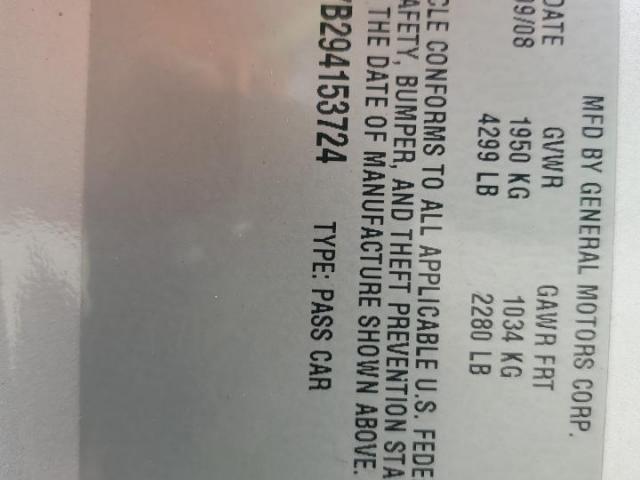 MFD BY GENERAL MOTORS CORP.
DATE GVWR GAWR FRT
09/08 1950 KG 1034 KG
4299 LB 2280 LB
CLE CONFORMS TO ALL APPLICABLE U.S. FEDE
AFETY, BUMPER, AND THEFT PREVENTION STA
THE DATE OF MANUFACTURE SHOWN ABOVE.
B294153724 TYPE: PASS CAR